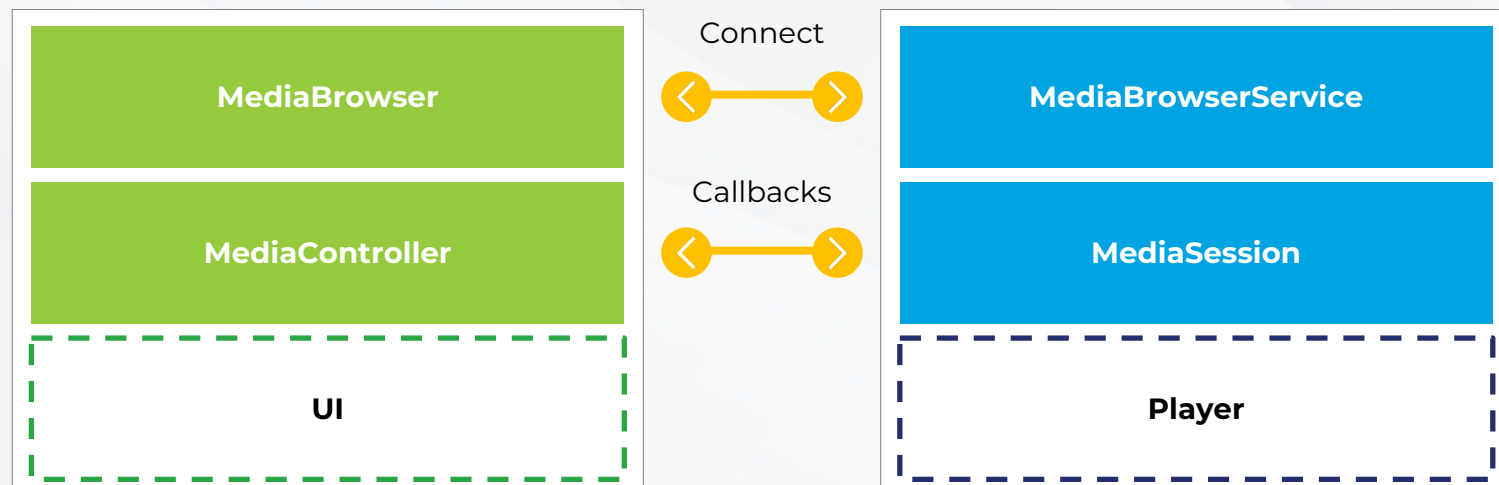 Connect
MediaBrowser
MediaBrowserService
Callbacks
MediaController
MediaSession
UI
Player